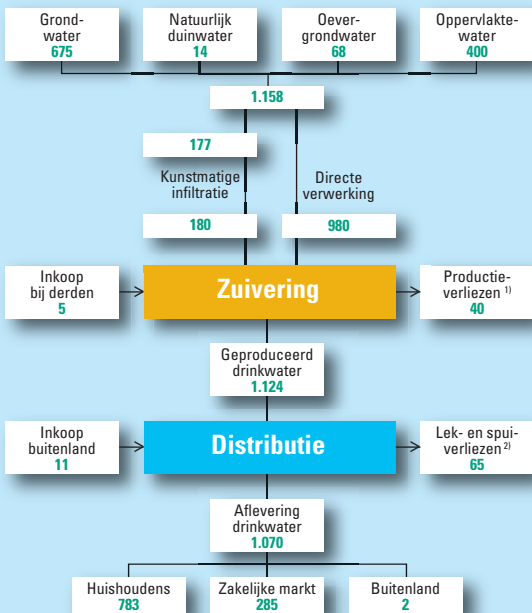 Grond-
water
675
Natuurlijk
duinwater
14
Oever-
grondwater
68
Oppervlakte-
water
400
1.158
177
Kunstmatige
infiltratie
Directe
verwerking
180
980
Inkoop
bij derden
5
Zuivering
Productie-
verliezen 1)
40
Geproduceerd
drinkwater
1.124
Inkoop
buitenland
11
Distributie
Lek- en spui-
verliezen 2)
65
Aflevering
drinkwater
1.070
Huishoudens
783
Zakelijke markt
285
Buitenland
2